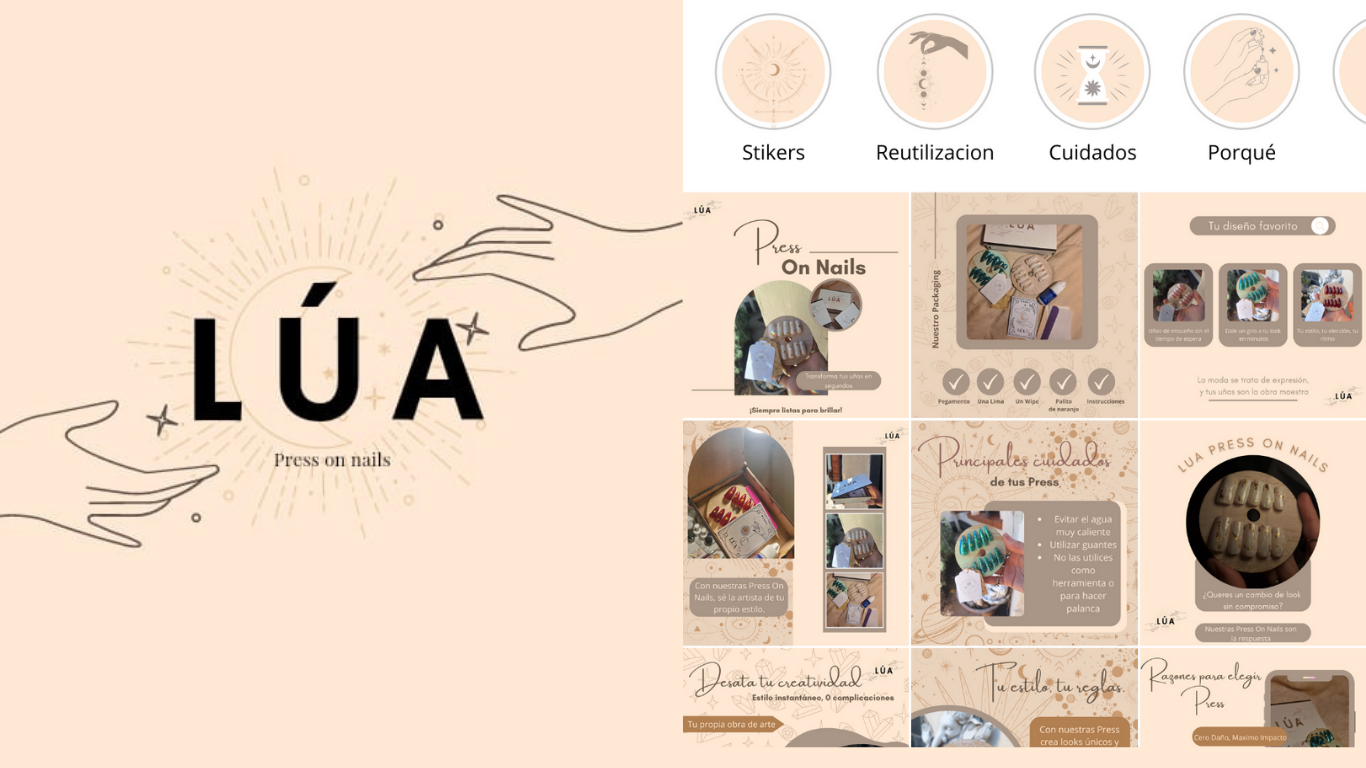 LÚA
Press on nails
Stikers
Reutilizacion
Cuidados
Porqué
LÚA
Press
On Nails
Transforma tus uñas en
segundos
¡Siempre listas para brillar!
Nuestro Packaging
LÚA
Pegamento
Una Lima
Un Wipe
Palito
de naranjo
Instrucciones
Tu diseño favorito
Uñas de ensueño sin el
tiempo de espera
Dale un giro a tu look
en minutos
Tu estilo, tu elección, tu
ritmo
La moda se trata de expresión,
y tus uñas son la obra maestra
LÚA
LÚA
LÚA
Con nuestras Press On
Nails, sé la artista de tu
propio estilo.
Principales cuidados
de tus Press
• Evitar el agua
muy caliente
• Utilizar guantes
• No las utilices
como
herramienta o
para hacer
palanca
LUA PRESS ON NAILS
¿Queres un cambio de look
sin compromiso?
LÚA
Nuestras Press On Nails son
la respuesta
Desata tu creatividad
LÚA
Estilo instantáneo, 0 complicaciones
Tu propia obra de arte
Tu estilo, tu reglas.
Con nuestras Press
crea looks únicos y
Razones para elegir
Press
LÚA
Cero Daño, Maximo Impacto